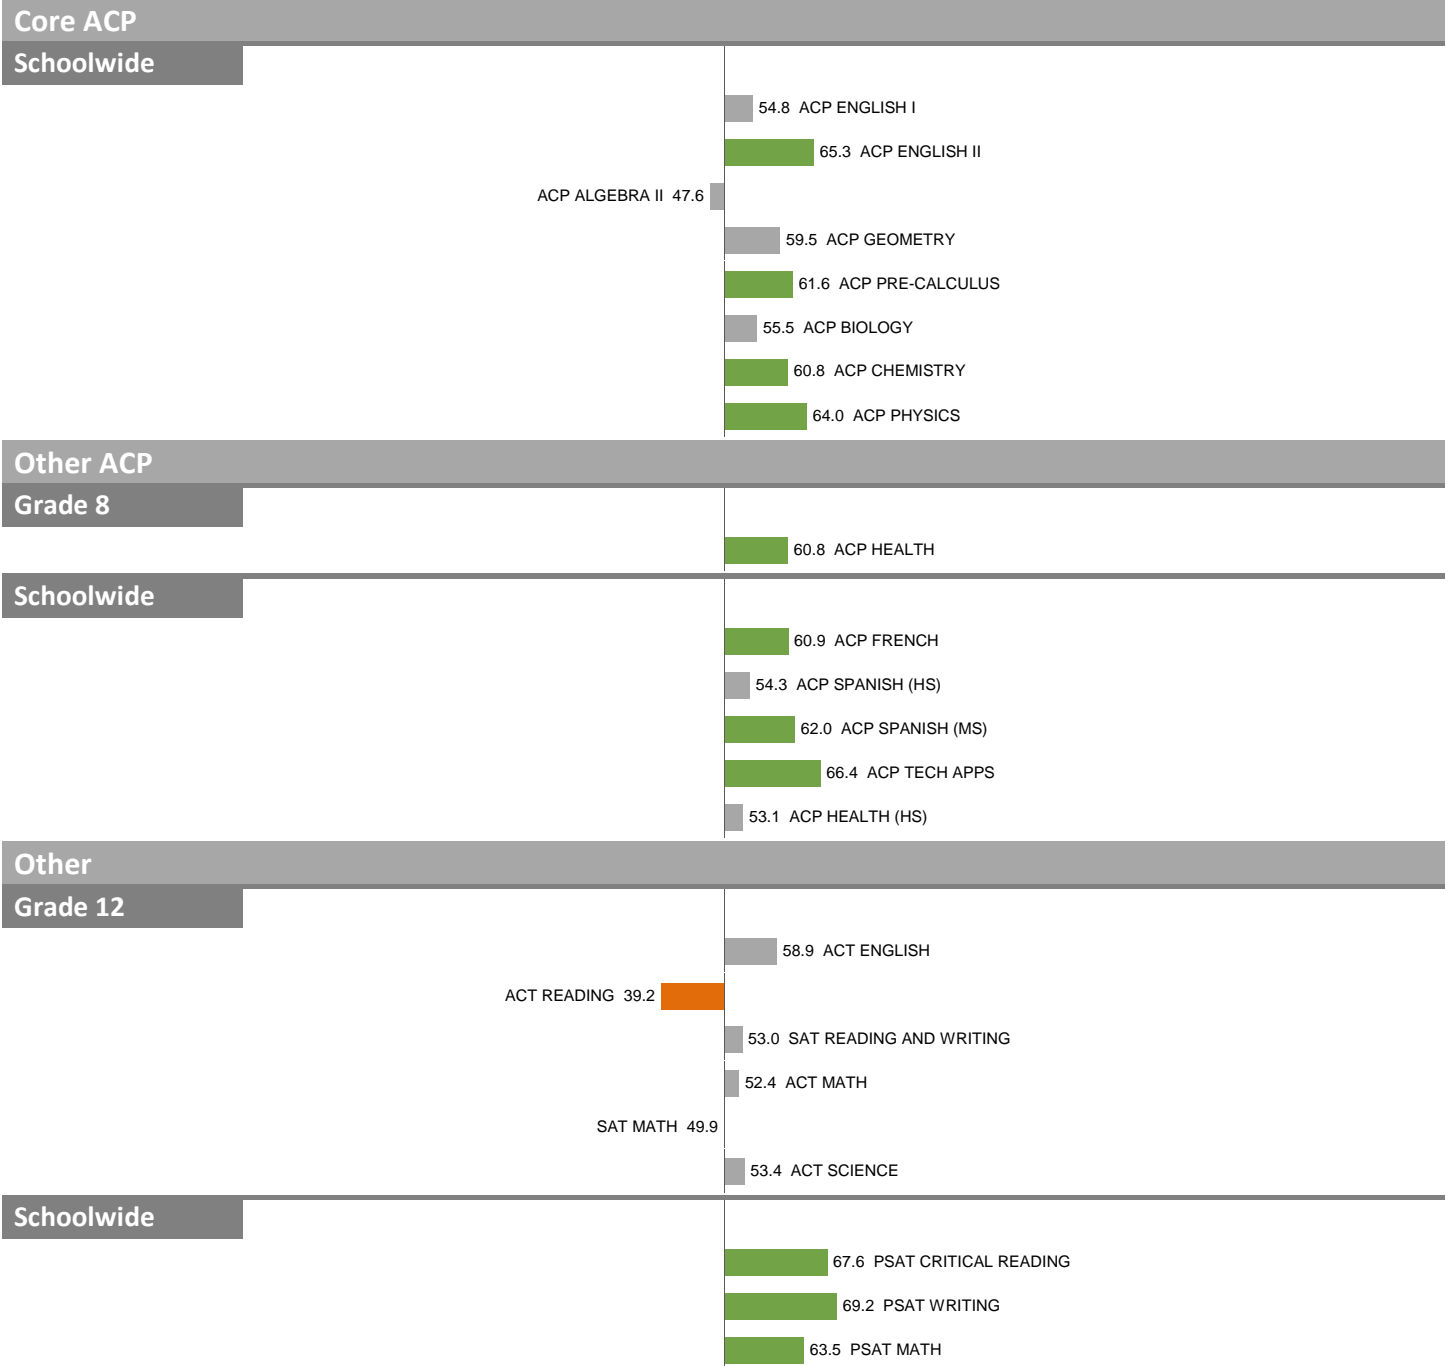 Core ACP
Schoolwide
54.8 ACP ENGLISH I
65.3 ACP ENGLISH II
ACP ALGEBRA II 47.6
59.5 ACP GEOMETRY
61.6 ACP PRE-CALCULUS
55.5 ACP BIOLOGY
60.8 ACP CHEMISTRY
64.0 ACP PHYSICS
Other ACP
Grade 8
60.8 ACP HEALTH
Schoolwide
60.9 ACP FRENCH
54.3 ACP SPANISH (HS)
62.0 ACP SPANISH (MS)
66.4 ACP TECH APPS
53.1 ACP HEALTH (HS)
Other
Grade 12
58.9 ACT ENGLISH
ACT READING 39.2
53.0 SAT READING AND WRITING
52.4 ACT MATH
SAT MATH 49.9
53.4 ACT SCIENCE
Schoolwide
67.6 PSAT CRITICAL READING
69.2 PSAT WRITING
63.5 PSAT MATH